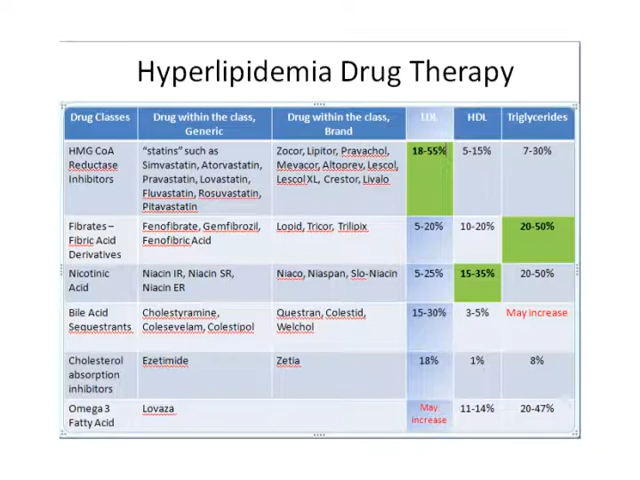 Hyperlipidemia Drug Therapy
Drug Classes
Drug within the class, Generic
Drug within the class, Brand
LDL
HDL
Triglycerides
HMG CoA
Reductase
Inhibitors
"statins" such as
Simvastatin, Atorvastatin,
Pravastatin, Lovastatin,
Fluvastatin, Rosuvastatin,
Pitavastatin
Zocor, Lipitor, Pravachol,
Mevacor, Altoprev, Lescol,
LescolXL, Crestor, Livalo
18-55%
5-15%
7-30%
Fibrates –
Fibric Acid
Derivatives
Fenofibrate, Gemfibrozil,
Fenofibric Acid
Lopid, Tricor, Trilipix
5-20%
10-20%
20-50%
Nicotinic
Acid
Niacin IR, Niacin SR,
Niacin ER
Niaco, Niaspan, Slo-Niacin
5-25%
15-35%
20-50%
Bile Acid
Sequestrants
Cholestyramine,
Colesevelam, Colestipol
Questran, Colestid,
Welchol
15-30%
3-5%
May increase
Cholesterol
absorption
inhibitors
Ezetimide
Zetia
18%
1%
8%
Omega 3
Fatty Acid
Lovaza
May
increase
11-14%
20-47%